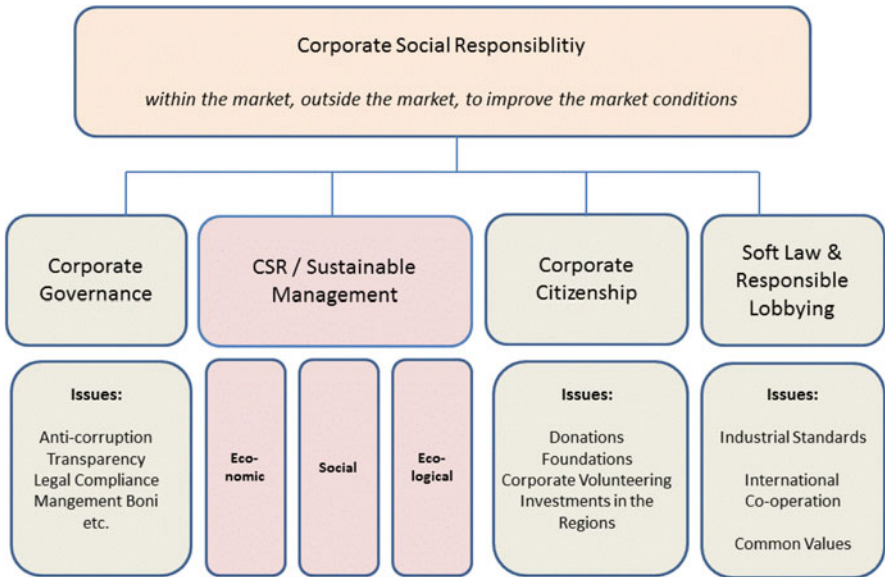 Corporate Social Responsiblitiy
within the market, outside the market, to improve the market conditions
Corporate
Governance
CSR / Sustainable
Management
Corporate
Citizenship
Soft Law &
Responsible
Lobbying
Issues:
Anti-corruption
Transparency
Legal Compliance
Mangement Boni
etc.
Eco-
nomic
Social
Eco-
logical
Issues:
Donations
Foundations
Corporate Volunteering
Investments in the
Regions
Issues:
Industrial Standards
International
Co-operation
Common Values